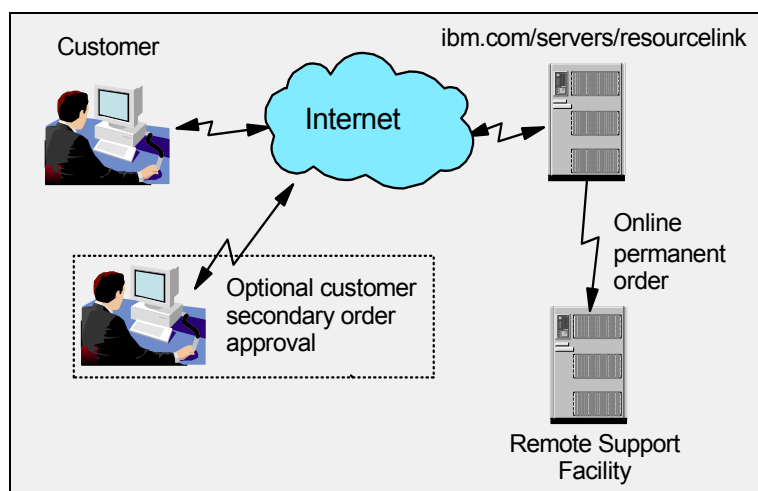 Customer
ibm.com/servers/resourcelink
Internet
Online
permanent
order
Optional customer
secondary order
approval
Remote Support
Facility